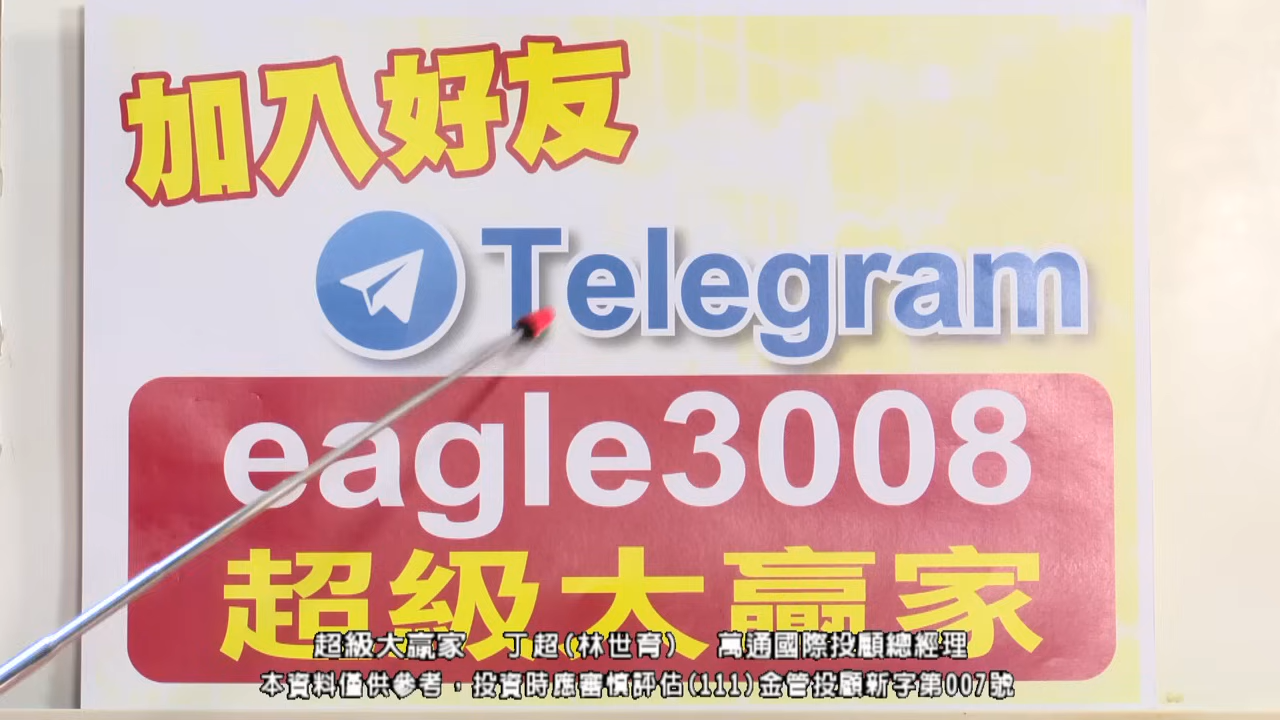 加入好友
Telegram
eagle3008
超級大贏家
超級大贏家 丁超(林世育) 萬通國際投顧總經理
本資料僅供參考，投資時應審慎評估(111)金管投顧新字第007號